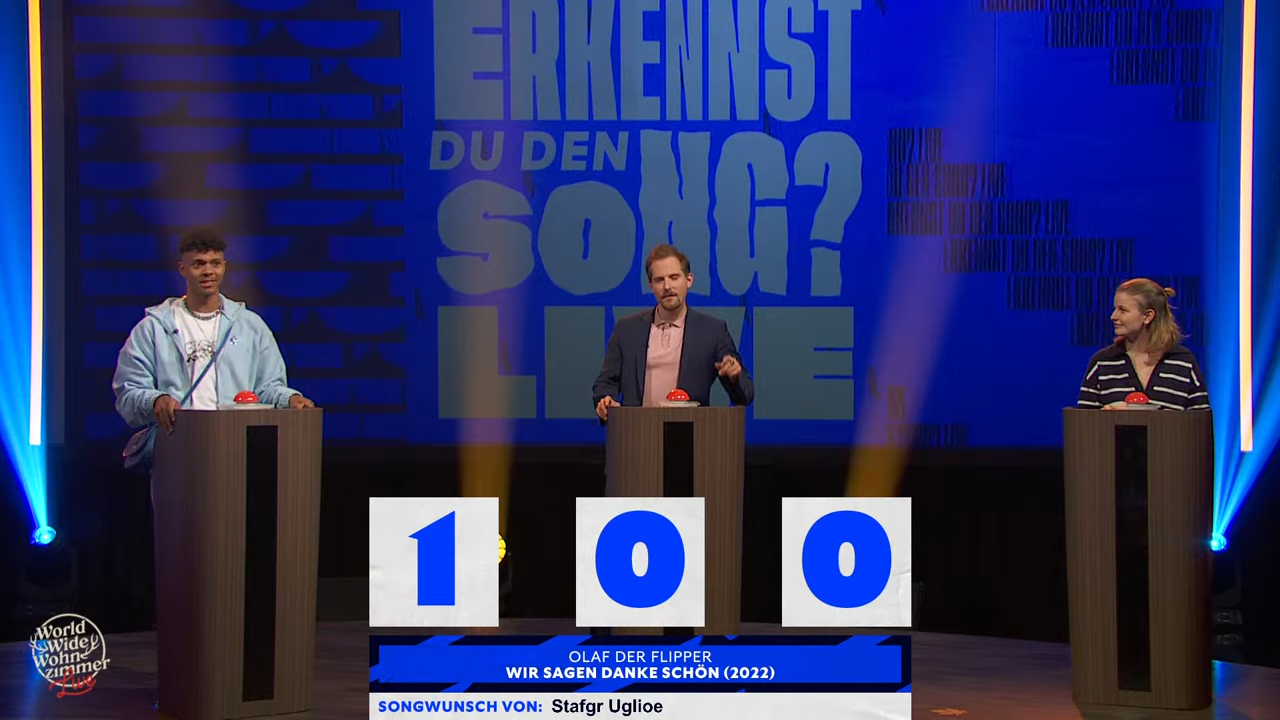 ERKENNST
DU DEN
SONG?
LIVE
1 0 0
OLAF DER FLIPPER
WIR SAGEN DANKE SCHÖN (2022)
SONGWUNSCH VON: Stafgr Uglioe
World
Wide
Wohn-
zimmer
Live